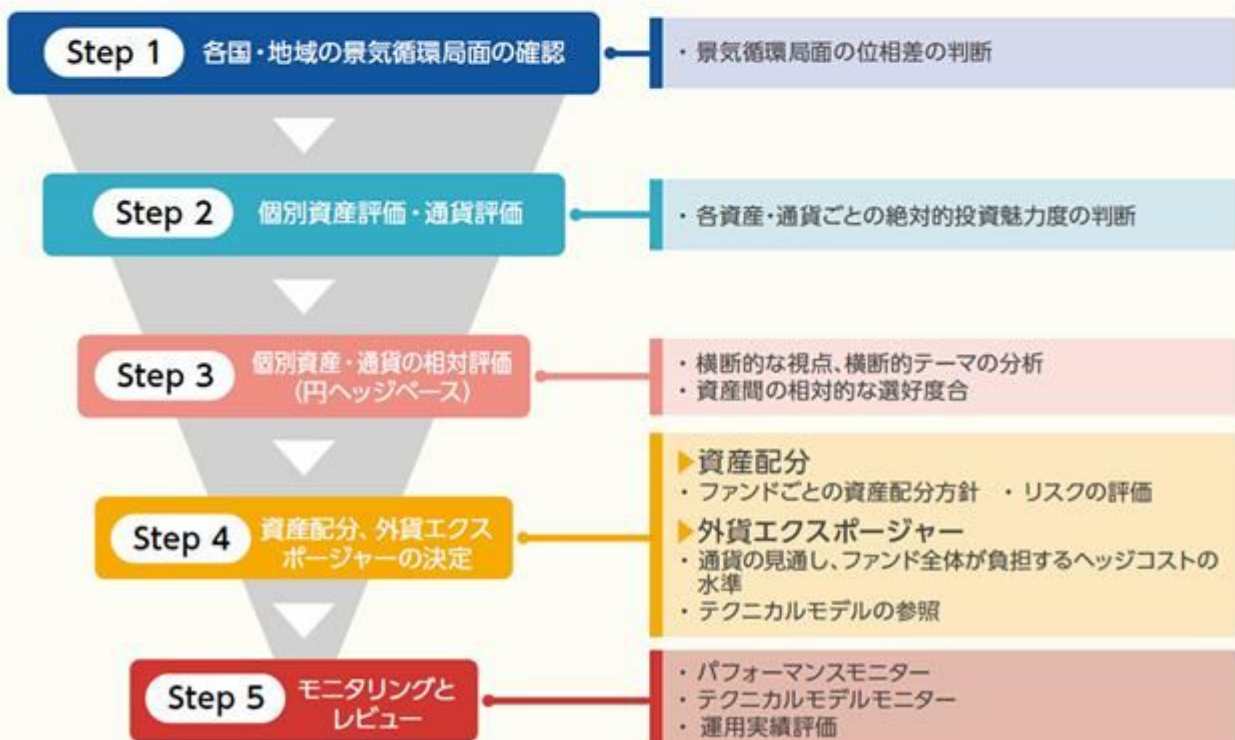 Step 1
各国・地域の景気循環局面の確認
・景気循環局面の位相差の判断
Step 2
個別資産評価・通貨評価
・各資産・通貨ごとの絶対的投資魅力度の判断
Step 3
個別資産・通貨の相対評価
(円ヘッジベース)
・横断的な視点、横断的テーマの分析
・資産間の相対的な選好度合
Step 4
資産配分、外貨エクス
ポージャーの決定
▶資産配分
・ファンドごとの資産配分方針 ・リスクの評価
▶外貨エクスポージャー
・通貨の見通し、ファンド全体が負担するヘッジコストの
水準
・テクニカルモデルの参照
Step 5
モニタリングと
レビュー
・パフォーマンスモニター
・テクニカルモデルモニター
・運用実績評価